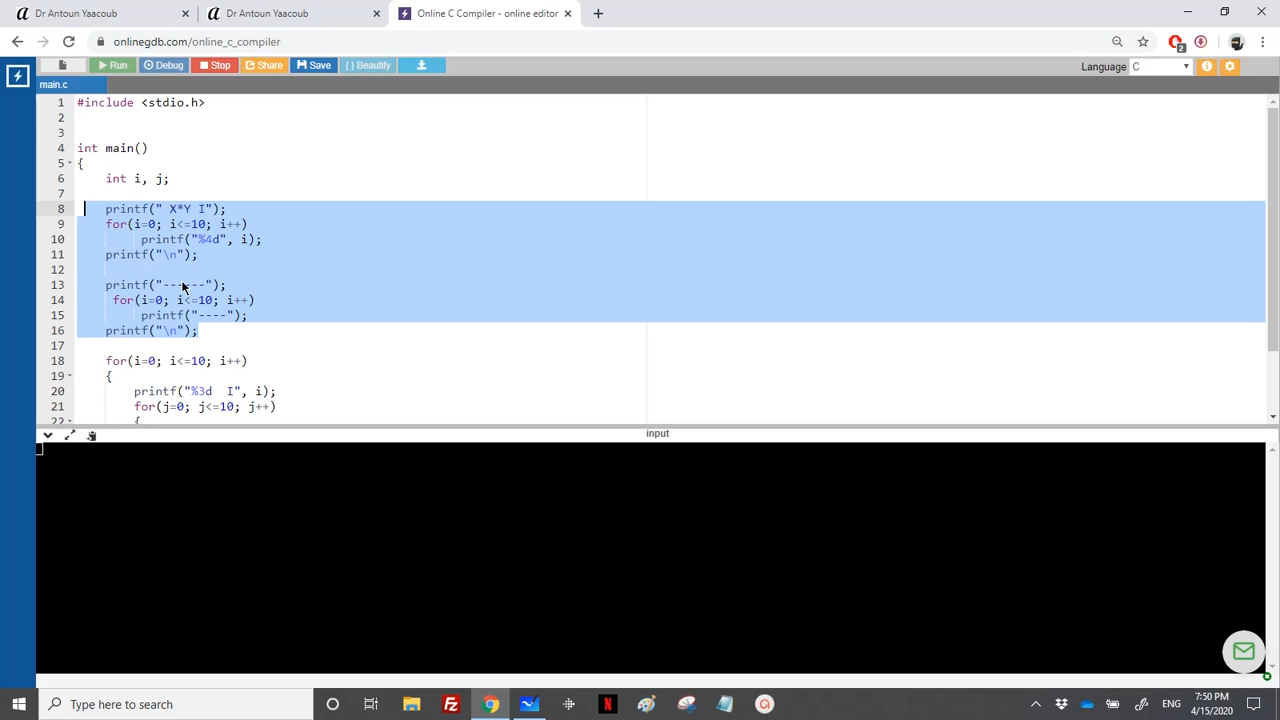 Dr Antoun Yaacoub
Dr Antoun Yaacoub
Online C Compiler - online editor
onlinegdb.com/online_c_compiler
2
Run
Debug
Stop
Share
Save
{ } Beautify
Language
C
main.c
1 #include <stdio.h>
2
3
4 int main()
5 {
6 int i, j;
7
8 printf(" X*Y I");
9 for(i=0; i<=10; i++)
10 printf("%4d", i);
11 printf("\n");
12
13 printf("------");
14 for(i=0; i<=10; i++)
15 printf("----");
16 printf("\n");
17
18 for(i=0; i<=10; i++)
19 {
20 printf("%3d  I", i);
21 for(j=0; j<=10; j++)
22 {
input
Type here to search
ENG
7:50 PM
4/15/2020